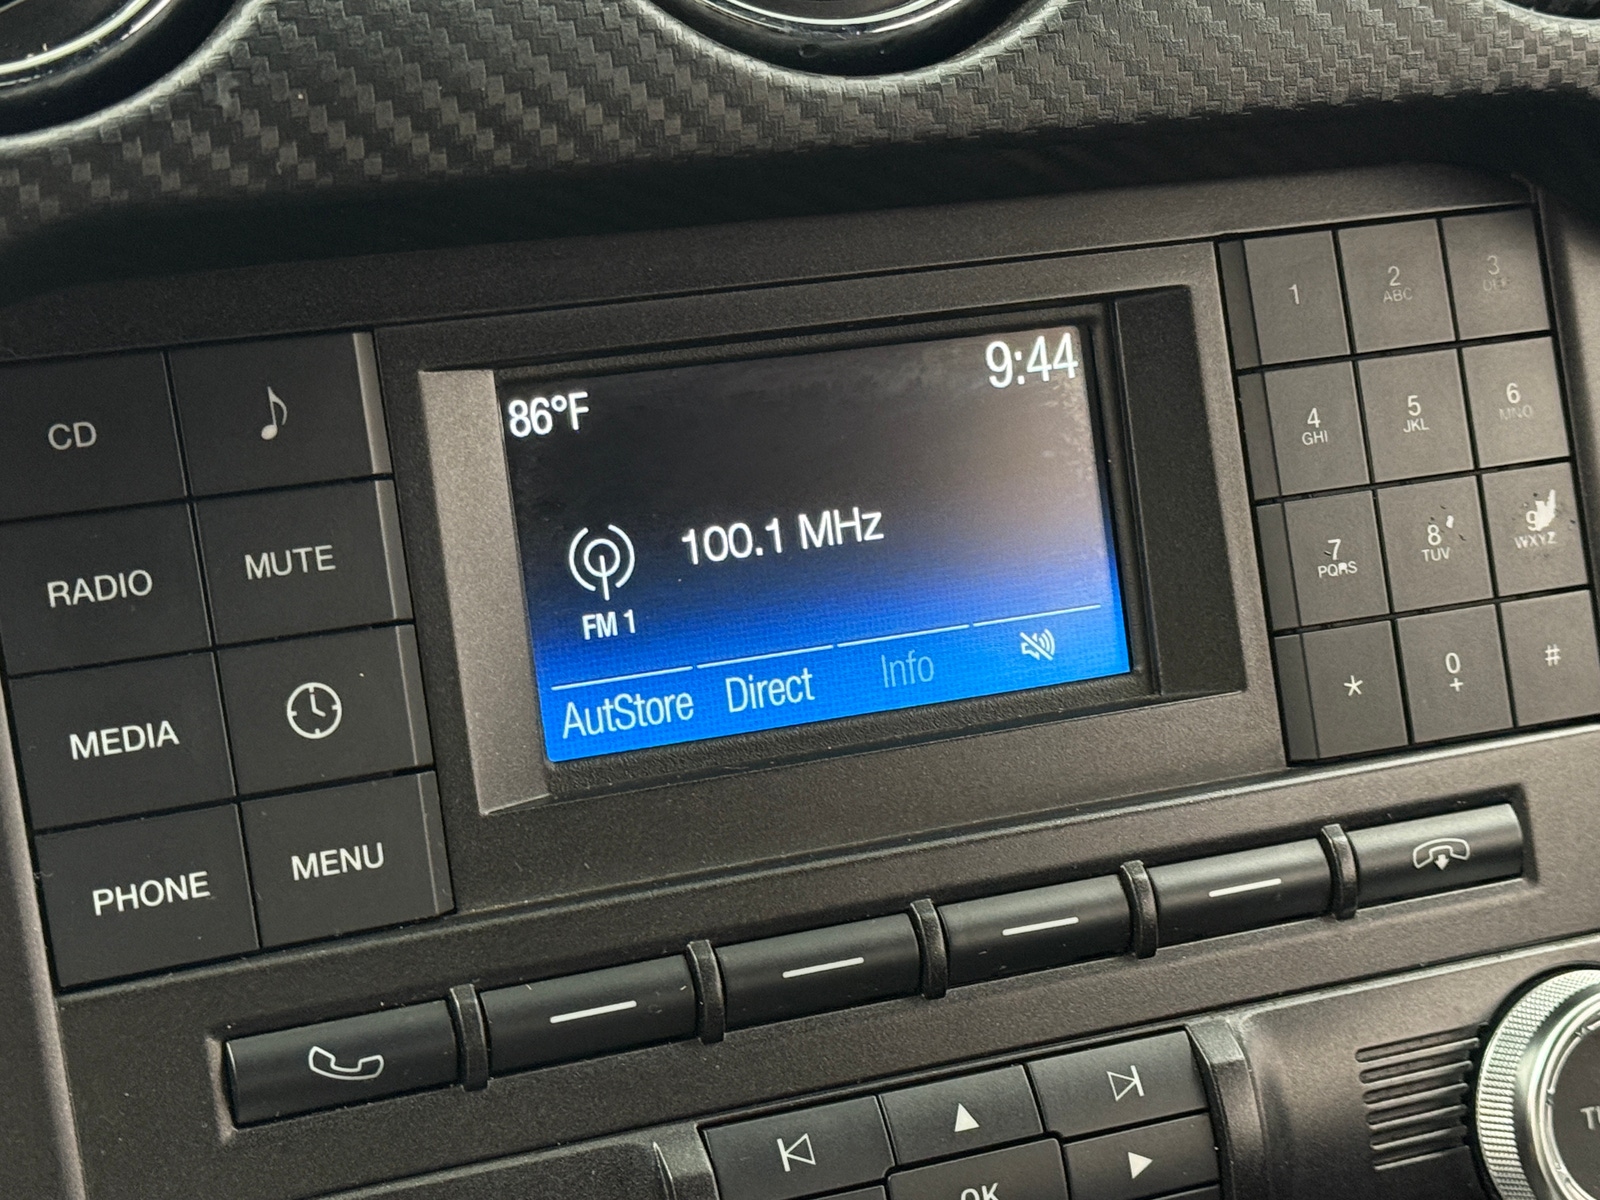 9:44
86°F
100.1 MHz
FM 1
AutStore Direct Info
CD
RADIO
MUTE
MEDIA
PHONE
MENU
1
2
ABC
3
DEF
4
GHI
5
JKL
6
MNO
7
PQRS
8
TUV
9
WXYZ
*
0
+
#
OK